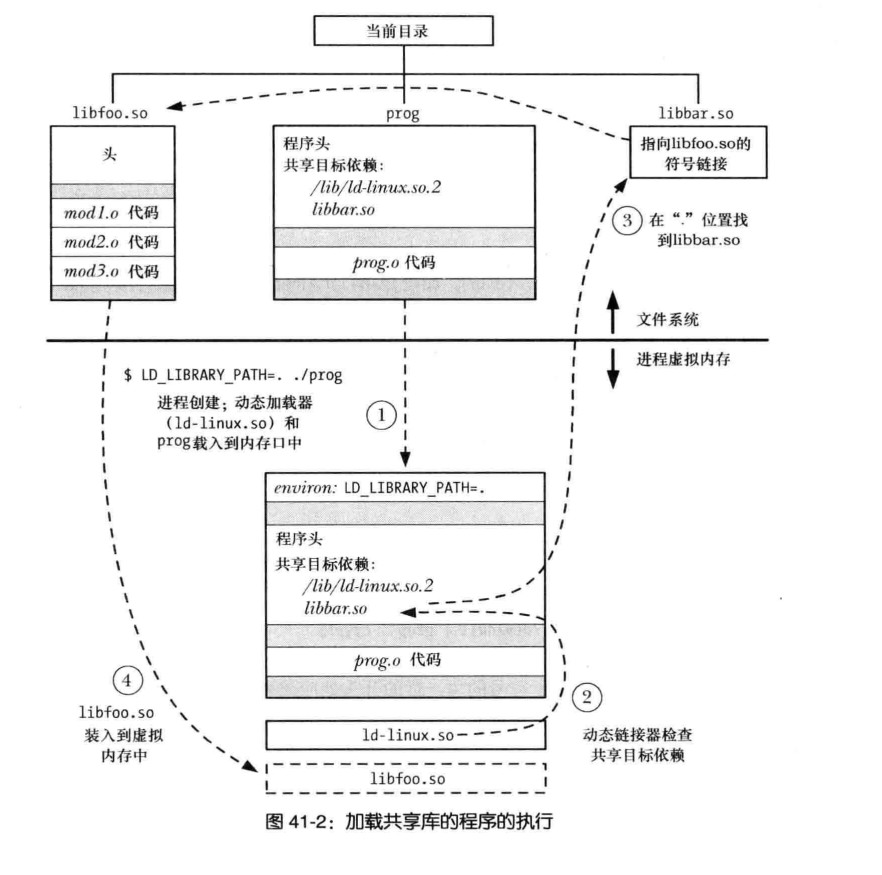 当前目录
libfoo.so
prog
libbar.so
头
mod1.o 代码
mod2.o 代码
mod3.o 代码
程序头
共享目标依赖:
/lib/ld-linux.so.2
libbar.so
prog.o 代码
指向libfoo.so的
符号链接
③ 在“.”位置找
到libbar.so
文件系统
进程虚拟内存
$ LD_LIBRARY_PATH=. ./prog
进程创建; 动态加载器
(ld-linux.so) 和
prog载入到内存口中
①
environ: LD_LIBRARY_PATH=.
程序头
共享目标依赖:
/lib/ld-linux.so.2
libbar.so
prog.o 代码
④
libfoo.so
装入到虚拟
内存中
②
动态链接器检查
共享目标依赖
ld-linux.so
libfoo.so
图 41-2: 加载共享库的程序的执行